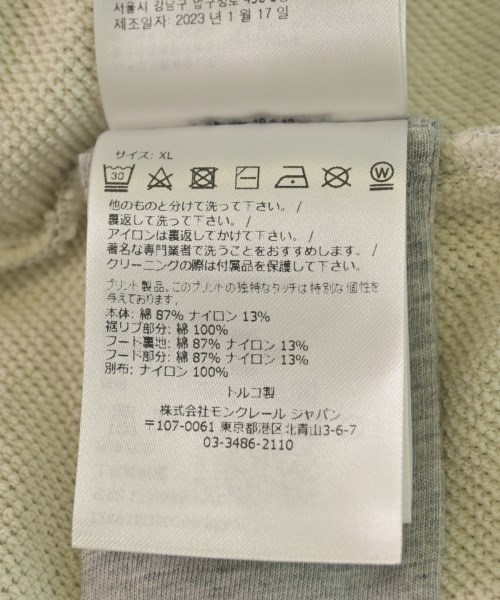 제조일자: 2023 년 1 월 17 일
サイズ: XL
30
W
他のものと分けて洗って下さい。 /
裏返して洗って下さい。 /
アイロンは裏返してかけて下さい。 /
著名な専門業者で洗うことをおすすめします。 /
クリーニングの際は付属品を保護して下さい。
プリント製品。このプリントの独特なタッチは特別な個性を
与えております。
本体: 綿 87% ナイロン 13%
裾リブ部分: 綿 100%
フード裏地: 綿 87% ナイロン 13%
フード部分: 綿 87% ナイロン 13%
別布: ナイロン 100%
トルコ製
株式会社モンクレール ジャパン
〒107-0061 東京都港区北青山3-6-7
03-3486-2110